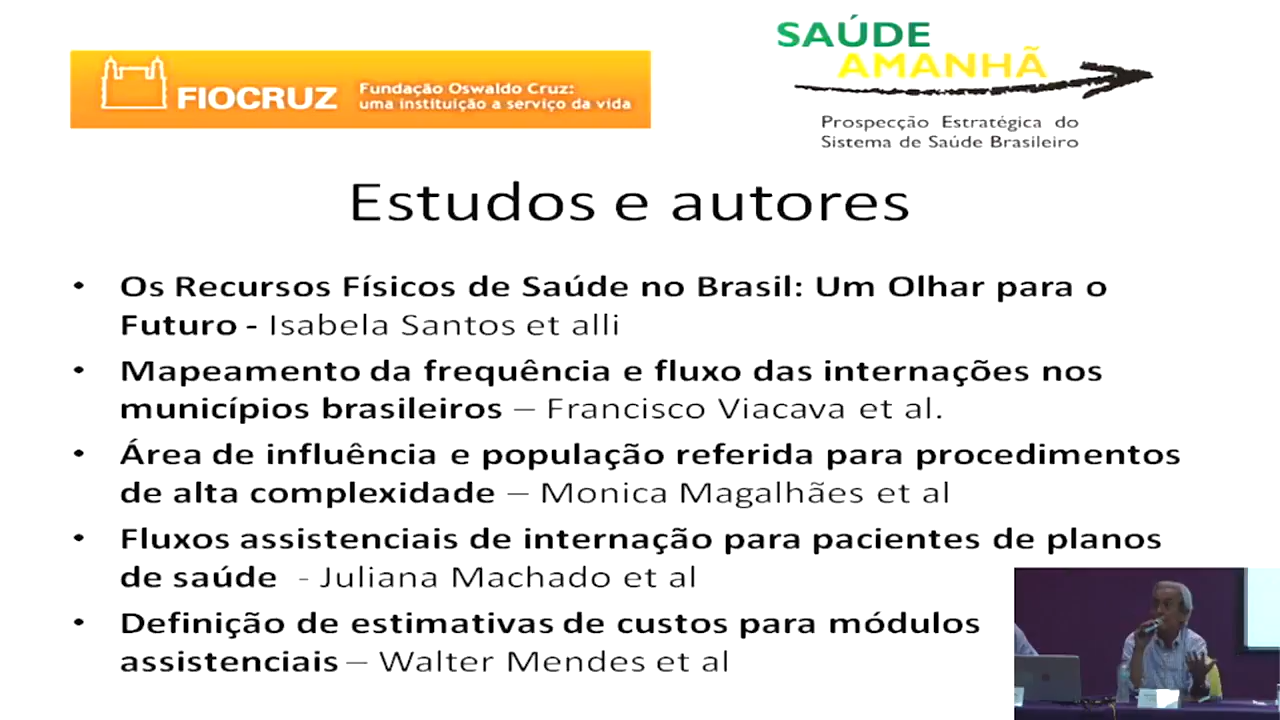 FIOCRUZ
Fundação Oswaldo Cruz:
uma instituição a serviço da vida
SAÚDE
AMANHÃ
Prospecção Estratégica do
Sistema de Saúde Brasileiro
Estudos e autores
• Os Recursos Físicos de Saúde no Brasil: Um Olhar para o
Futuro - Isabela Santos et alli
• Mapeamento da frequência e fluxo das internações nos
municípios brasileiros – Francisco Viacava et al.
• Área de influência e população referida para procedimentos
de alta complexidade – Monica Magalhães et al
• Fluxos assistenciais de internação para pacientes de planos
de saúde - Juliana Machado et al
• Definição de estimativas de custos para módulos
assistenciais – Walter Mendes et al